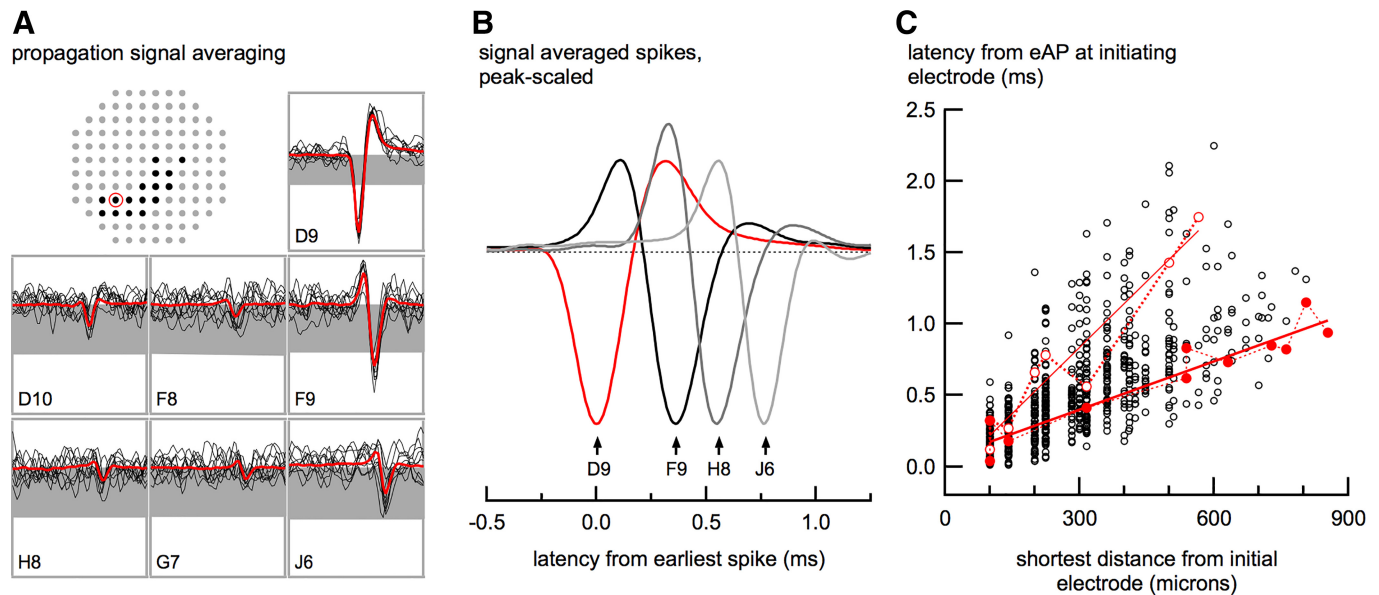 A
propagation signal averaging
D9
D10
F8
F9
H8
G7
J6
B
signal averaged spikes,
peak-scaled
D9
F9
H8
J6
-0.5
0.0
0.5
1.0
latency from earliest spike (ms)
C
latency from eAP at initiating
electrode (ms)
2.5
2.0
1.5
1.0
0.5
0.0
0
300
600
900
shortest distance from initial
electrode (microns)